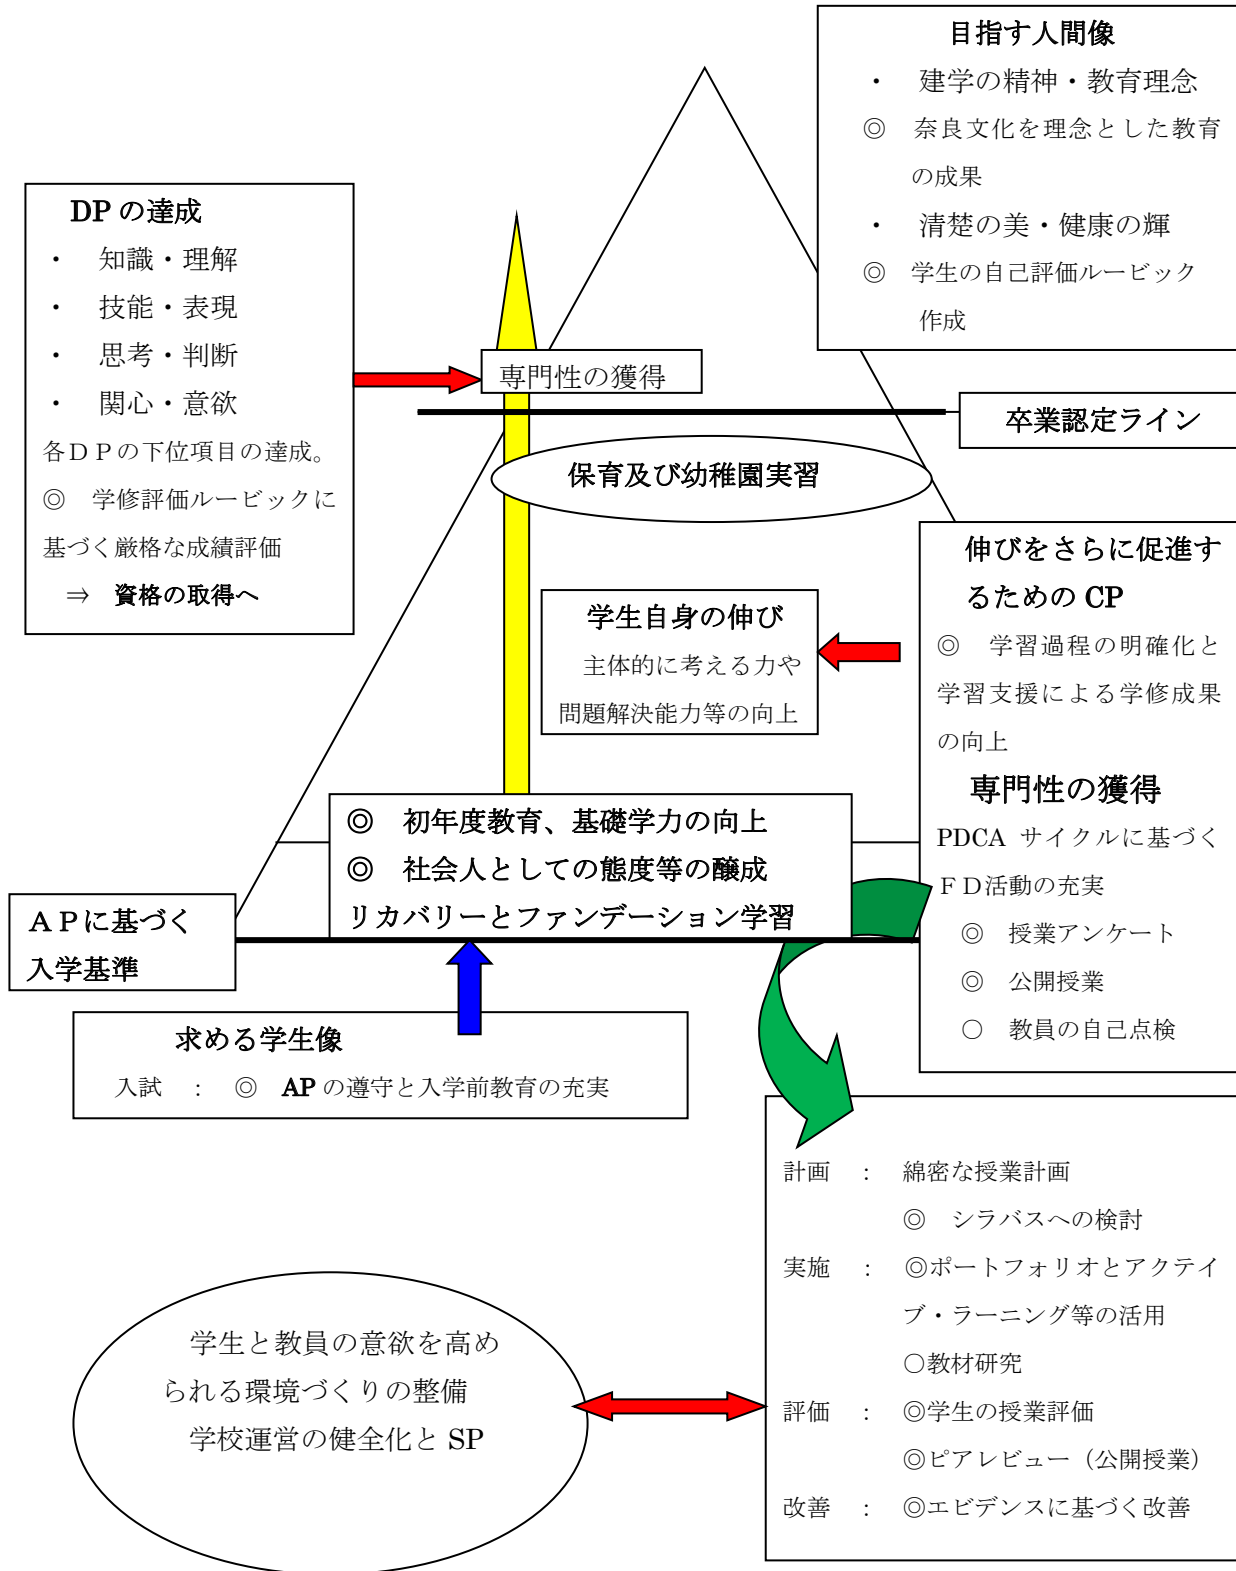 目指す人間像
・ 建学の精神・教育理念
◎ 奈良文化を理念とした教育
の成果
・ 清楚の美・健康の輝
◎ 学生の自己評価ルービック
作成
DP の達成
・ 知識・理解
・ 技能・表現
・ 思考・判断
・ 関心・意欲
各ＤＰの下位項目の達成。
◎ 学修評価ルービックに
基づく厳格な成績評価
⇒ 資格の取得へ
専門性の獲得
卒業認定ライン
保育及び幼稚園実習
伸びをさらに促進す
るための CP
◎ 学習過程の明確化と
学習支援による学修成果
の向上
専門性の獲得
PDCA サイクルに基づく
ＦＤ活動の充実
◎ 授業アンケート
◎ 公開授業
○ 教員の自己点検
学生自身の伸び
主体的に考える力や
問題解決能力等の向上
◎ 初年度教育、基礎学力の向上
◎ 社会人としての態度等の醸成
リカバリーとファンデーション学習
ＡＰに基づく
入学基準
求める学生像
入試 ： ◎ AP の遵守と入学前教育の充実
計画 ： 綿密な授業計画
◎ シラバスへの検討
実施 ： ◎ポートフォリオとアクテイ
ブ・ラーニング等の活用
○教材研究
評価 ： ◎学生の授業評価
◎ピアレビュー（公開授業）
改善 ： ◎エビデンスに基づく改善
学生と教員の意欲を高め
られる環境づくりの整備
学校運営の健全化と SP